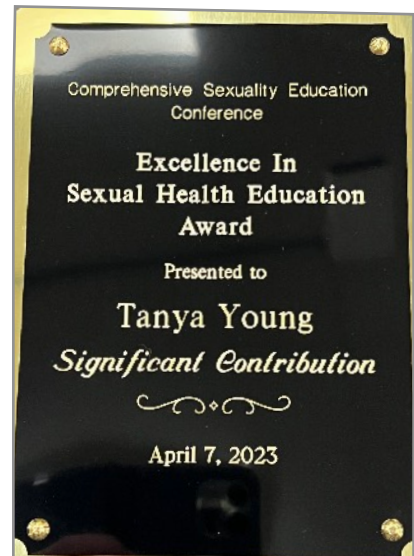 Comprehensive Sexuality Education
Conference
Excellence In
Sexual Health Education
Award
Presented to
Tanya Young
Significant Contribution
April 7, 2023